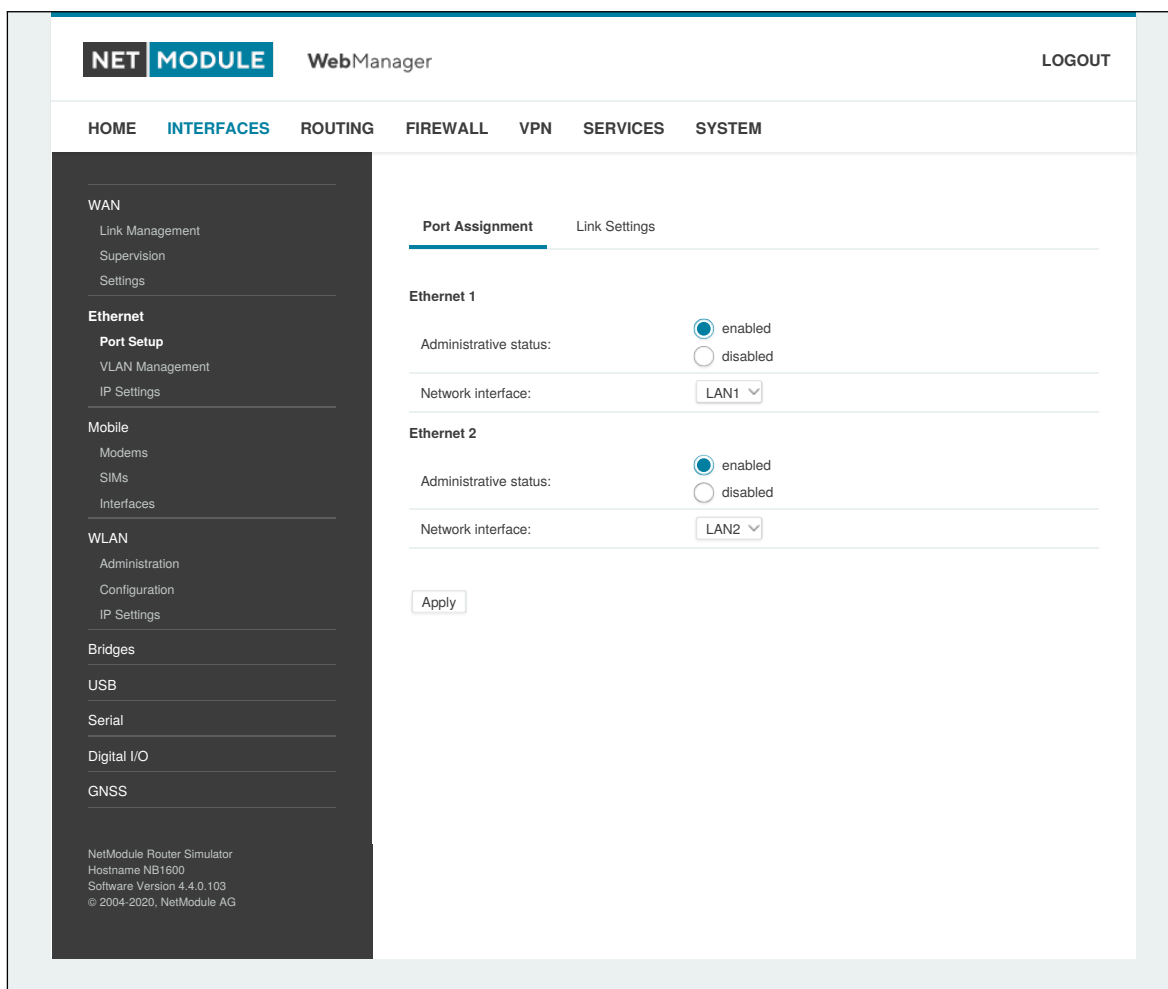 NET MODULE WebManager LOGOUT
HOME INTERFACES ROUTING FIREWALL VPN SERVICES SYSTEM
WAN
Link Management
Supervision
Settings
Ethernet
Port Setup
VLAN Management
IP Settings
Mobile
Modems
SIMs
Interfaces
WLAN
Administration
Configuration
IP Settings
Bridges
USB
Serial
Digital I/O
GNSS
NetModule Router Simulator
Hostname NB1600
Software Version 4.4.0.103
© 2004-2020, NetModule AG
Port Assignment Link Settings
Ethernet 1
Administrative status:
enabled
disabled
Network interface: LAN1
Ethernet 2
Administrative status:
enabled
disabled
Network interface: LAN2
Apply